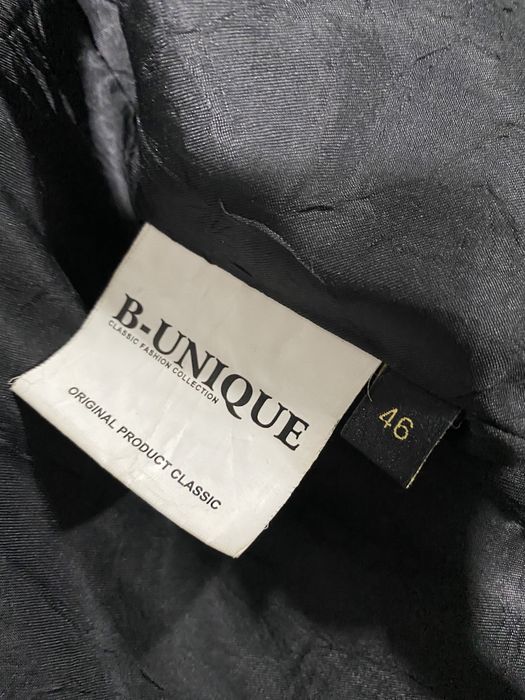 B-UNIQUE
CLASSIC FASHION COLLECTION
ORIGINAL PRODUCT CLASSIC
46